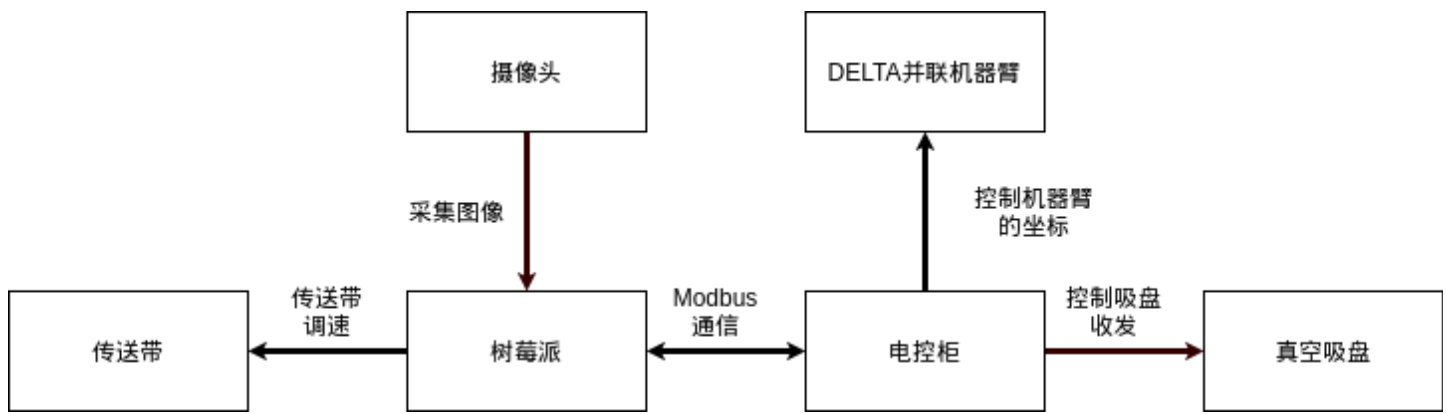 摄像头
DELTA并联机器臂
采集图像
控制机器臂
的坐标
传送带
调速
Modbus
通信
控制吸盘
收发
传送带
树莓派
电控柜
真空吸盘